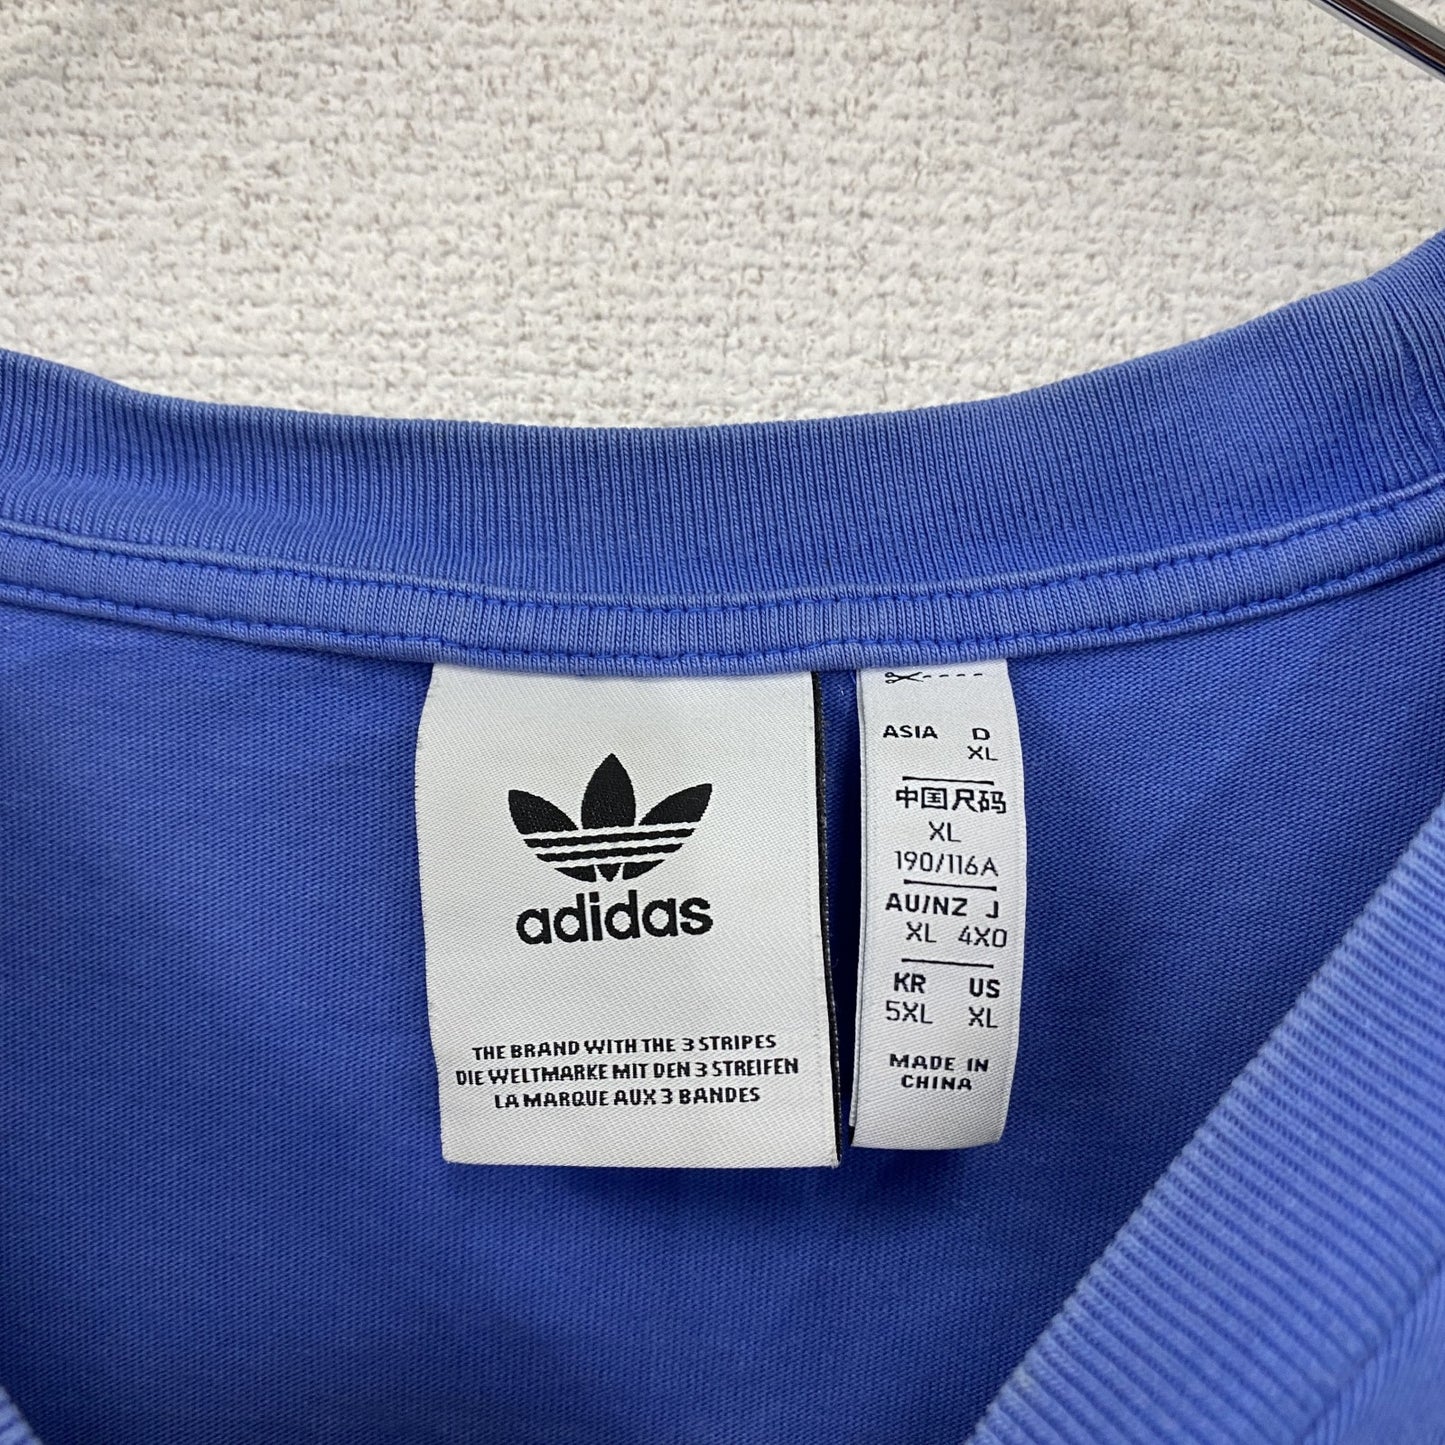 adidas
THE BRAND WITH THE 3 STRIPES
DIE WELTMARKE MIT DEN 3 STREIFEN
LA MARQUE AUX 3 BANDES
ASIA D
XL
中国尺码
XL
190/116A
AU/NZ J
XL 4XO
KR US
5XL XL
MADE IN
CHINA